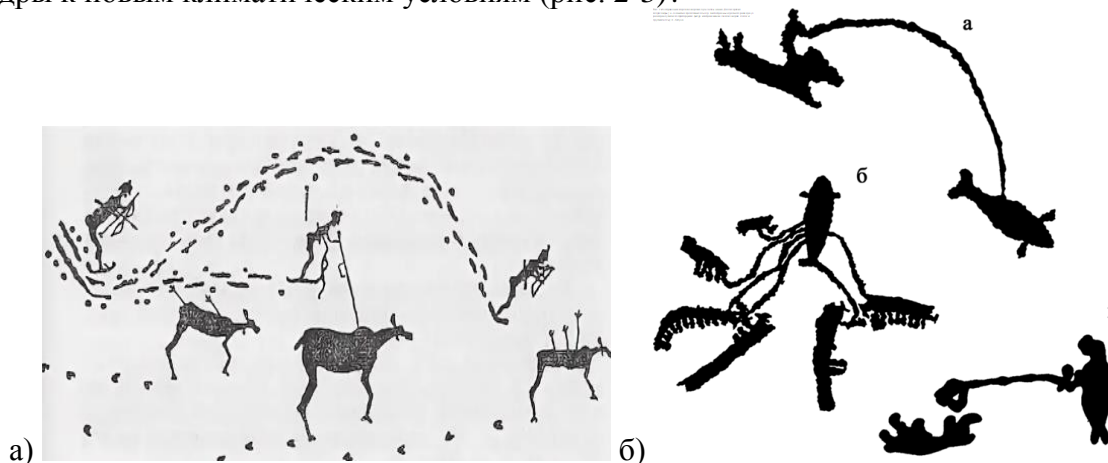 дры к новым климатическим условиям (рис. 2-3).
а
б
а)
б)